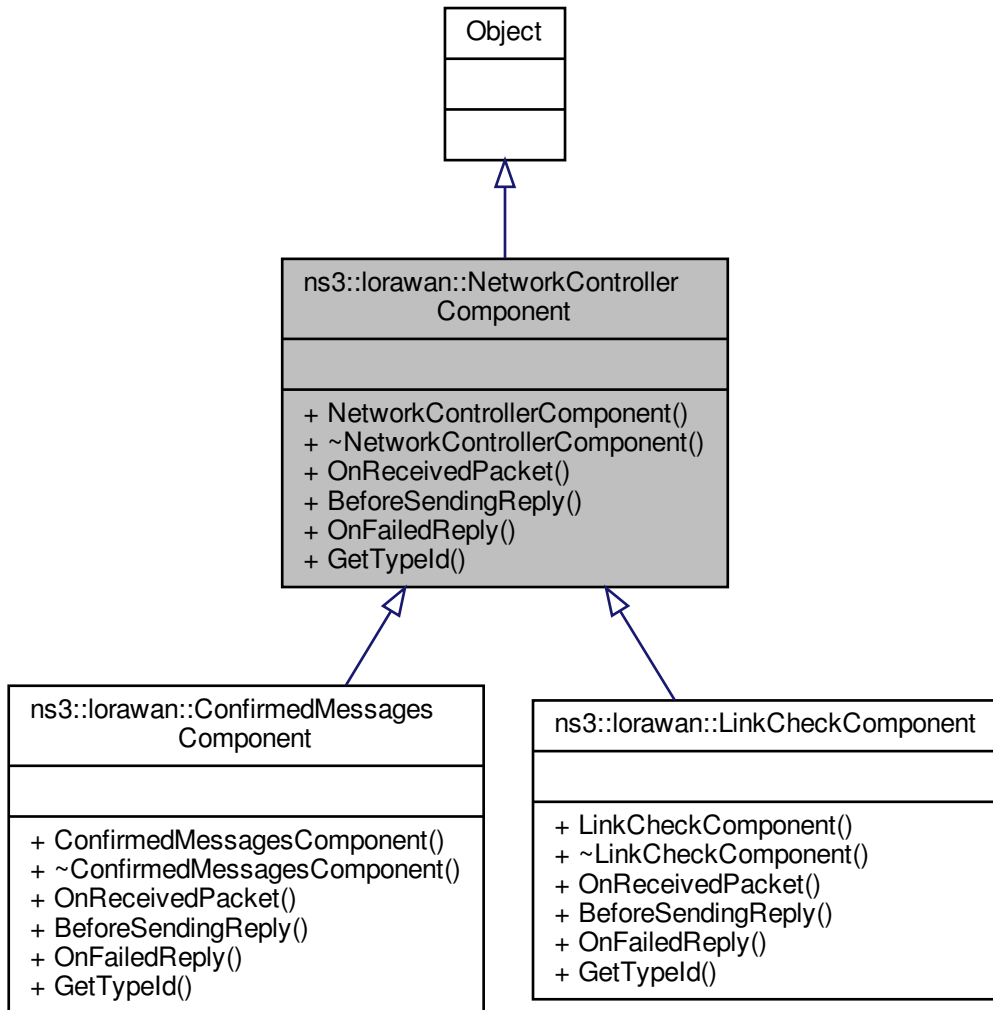 Object
ns3::lorawan::NetworkController
Component
+ NetworkControllerComponent()
+ ~NetworkControllerComponent()
+ OnReceivedPacket()
+ BeforeSendingReply()
+ OnFailedReply()
+ GetTypeId()
ns3::lorawan::ConfirmedMessages
Component
+ ConfirmedMessagesComponent()
+ ~ConfirmedMessagesComponent()
+ OnReceivedPacket()
+ BeforeSendingReply()
+ OnFailedReply()
+ GetTypeId()
ns3::lorawan::LinkCheckComponent
+ LinkCheckComponent()
+ ~LinkCheckComponent()
+ OnReceivedPacket()
+ BeforeSendingReply()
+ OnFailedReply()
+ GetTypeId()